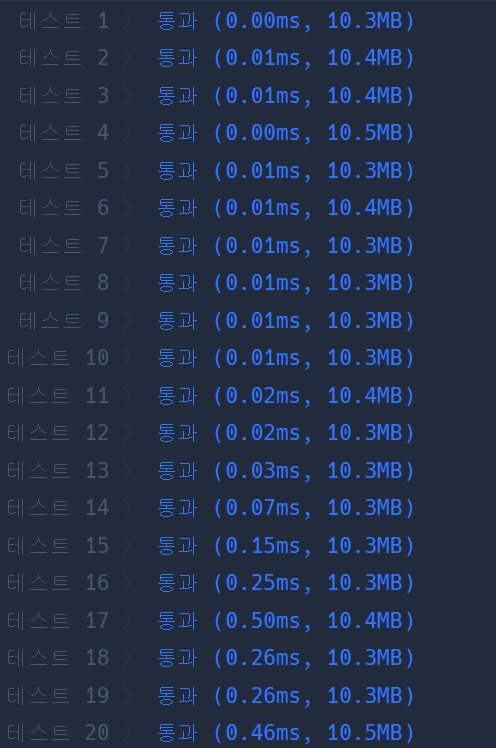 테스트 1 〉 통과 (0.00ms, 10.3MB)
테스트 2 〉 통과 (0.01ms, 10.4MB)
테스트 3 〉 통과 (0.01ms, 10.4MB)
테스트 4 〉 통과 (0.00ms, 10.5MB)
테스트 5 〉 통과 (0.01ms, 10.3MB)
테스트 6 〉 통과 (0.01ms, 10.4MB)
테스트 7 〉 통과 (0.01ms, 10.3MB)
테스트 8 〉 통과 (0.01ms, 10.3MB)
테스트 9 〉 통과 (0.01ms, 10.3MB)
테스트 10 〉 통과 (0.01ms, 10.3MB)
테스트 11 〉 통과 (0.02ms, 10.4MB)
테스트 12 〉 통과 (0.02ms, 10.3MB)
테스트 13 〉 통과 (0.03ms, 10.3MB)
테스트 14 〉 통과 (0.07ms, 10.3MB)
테스트 15 〉 통과 (0.15ms, 10.3MB)
테스트 16 〉 통과 (0.25ms, 10.3MB)
테스트 17 〉 통과 (0.50ms, 10.4MB)
테스트 18 〉 통과 (0.26ms, 10.3MB)
테스트 19 〉 통과 (0.26ms, 10.3MB)
테스트 20 〉 통과 (0.46ms, 10.5MB)